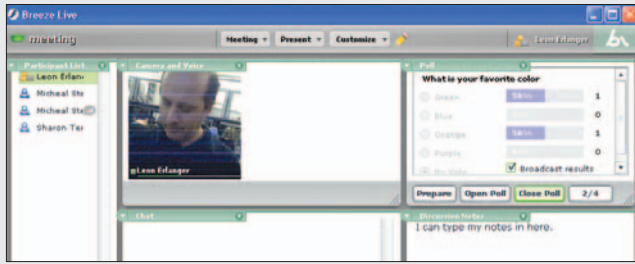 Breeze Live
meeting
Meeting
Present
Customize
Leon Erlanger
Participant List
Leon Erlan
Micheal Ste
Micheal Ste
Sharon Ter
Camera and Voice
Leon Erlanger
Poll
What is your favorite color
Green 50% 1
Blue 0
Orange 50% 1
Purple 0
No Vote
Broadcast results
Prepare
Open Poll
Close Poll
2/4
Chat
Discussion Notes
I can type my notes in here.